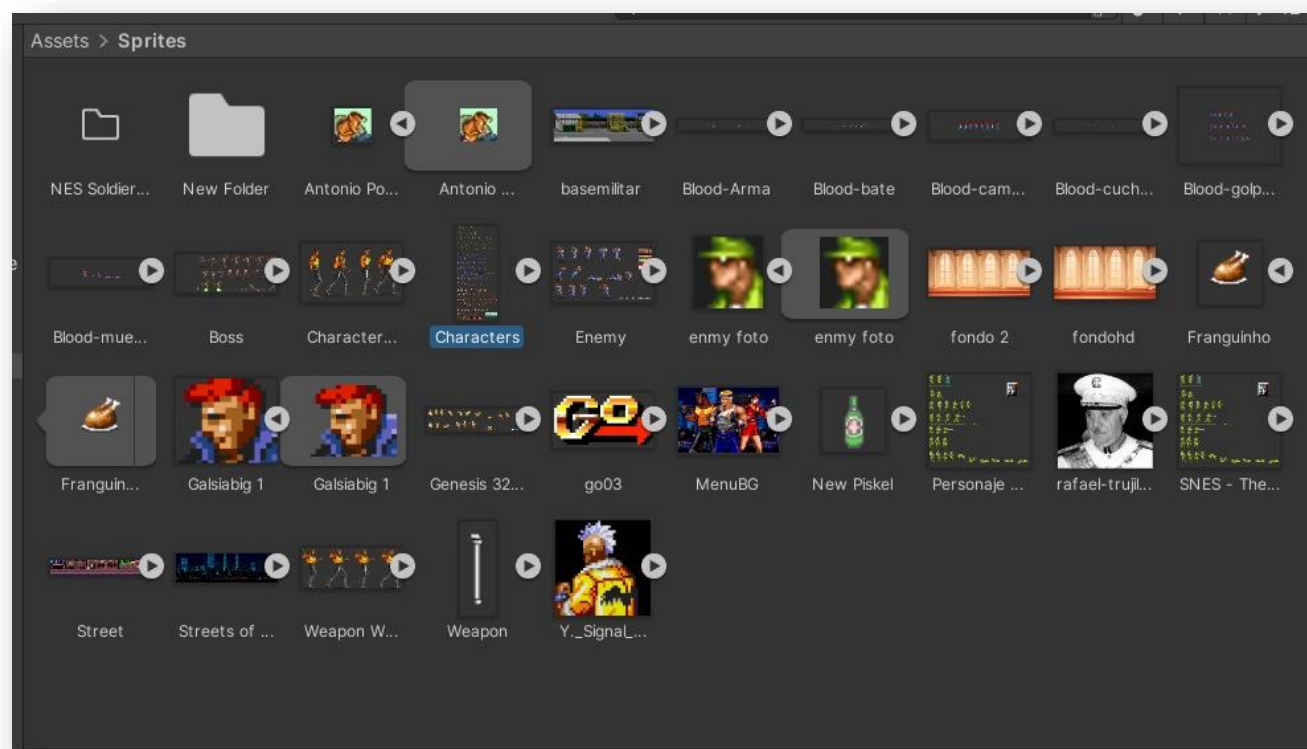 Assets > Sprites
NES Soldier...
New Folder
Antonio Po...
Antonio ...
basemilitar
Blood-Arma
Blood-bate
Blood-cam...
Blood-cuch...
Blood-golp...
Blood-mue...
Boss
Character...
Characters
Enemy
enmy foto
enmy foto
fondo 2
fondohd
Franguinho
Franguin...
Galsiabig 1
Galsiabig 1
Genesis 32...
GO
go03
MenuBG
New Piskel
Personaje ...
rafael-trujil...
SNES - The...
Street
Streets of ...
Weapon W...
Weapon
Y._Signal_...